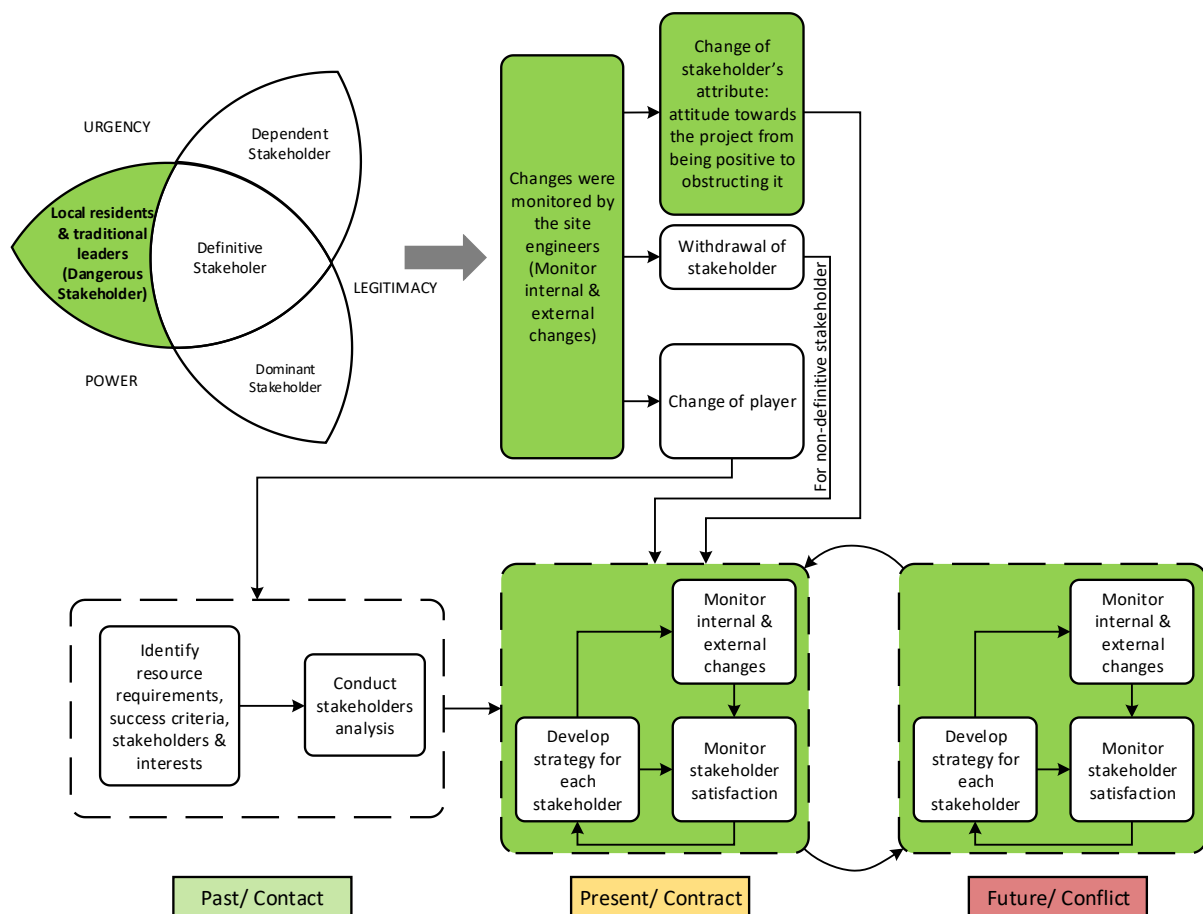 URGENCY
Dependent
Stakeholder
Local residents
& traditional
leaders
(Dangerous
Stakeholder)
Definitive
Stakeholer
LEGITIMACY
POWER
Dominant
Stakeholder
Changes were
monitored by
the site
engineers
(Monitor
internal &
external
changes)
Change of
stakeholder’s
attribute:
attitude towards
the project from
being positive to
obstructing it
Withdrawal of
stakeholder
Change of player
For non-definitive stakeholder
Identify
resource
requirements,
success criteria,
stakeholders &
interests
Conduct
stakeholders
analysis
Monitor
internal &
external
changes
Develop
strategy for
each
stakeholder
Monitor
stakeholder
satisfaction
Monitor
internal &
external
changes
Develop
strategy for
each
stakeholder
Monitor
stakeholder
satisfaction
Past/ Contact
Present/ Contract
Future/ Conflict